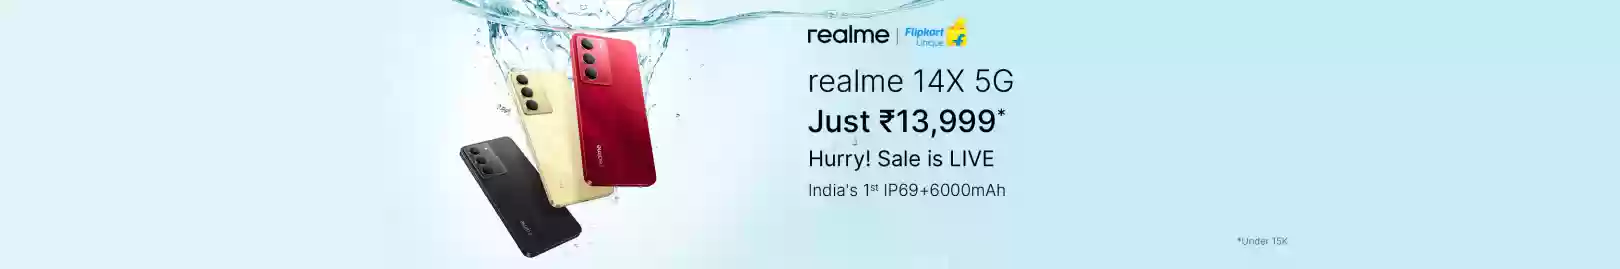 realme | Flipkart
Unique
realme 14X 5G
Just ₹13,999*
Hurry! Sale is LIVE
India's 1st IP69+6000mAh
*Under 15K
realme